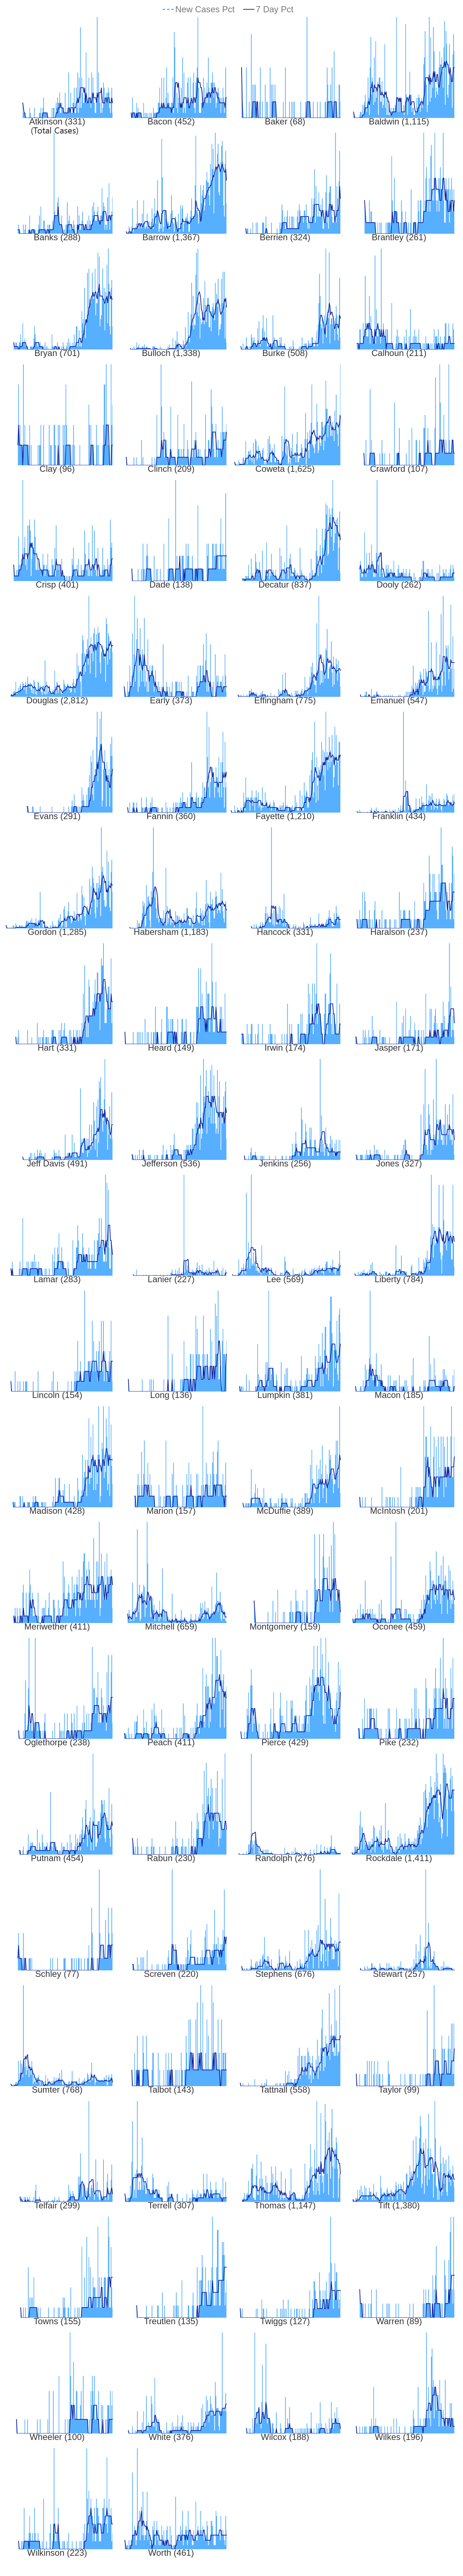 New Cases Pct 7 Day Pct
Atkinson (331) Bacon (452) Baker (68) Baldwin (1,115)
(Total Cases)
Banks (288) Barrow (1,367) Berrien (324) Brantley (261)
Bryan (701) Bulloch (1,338) Burke (508) Calhoun (211)
Clay (96) Clinch (209) Coweta (1,625) Crawford (107)
Crisp (401) Dade (138) Decatur (837) Dooly (262)
Douglas (2,812) Early (373) Effingham (775) Emanuel (547)
Evans (291) Fannin (360) Fayette (1,210) Franklin (434)
Gordon (1,285) Habersham (1,183) Hancock (331) Haralson (237)
Hart (331) Heard (149) Irwin (174) Jasper (171)
Jeff Davis (491) Jefferson (536) Jenkins (256) Jones (327)
Lamar (283) Lanier (227) Lee (569) Liberty (784)
Lincoln (154) Long (136) Lumpkin (381) Macon (185)
Madison (428) Marion (157) McDuffie (389) McIntosh (201)
Meriwether (411) Mitchell (659) Montgomery (159) Oconee (459)
Oglethorpe (238) Peach (411) Pierce (429) Pike (232)
Putnam (454) Rabun (230) Randolph (276) Rockdale (1,411)
Schley (77) Screven (220) Stephens (676) Stewart (257)
Sumter (768) Talbot (143) Tattnall (558) Taylor (99)
Telfair (299) Terrell (307) Thomas (1,147) Tift (1,380)
Towns (155) Treutlen (135) Twiggs (127) Warren (89)
Wheeler (100) White (376) Wilcox (188) Wilkes (196)
Wilkinson (223) Worth (461)